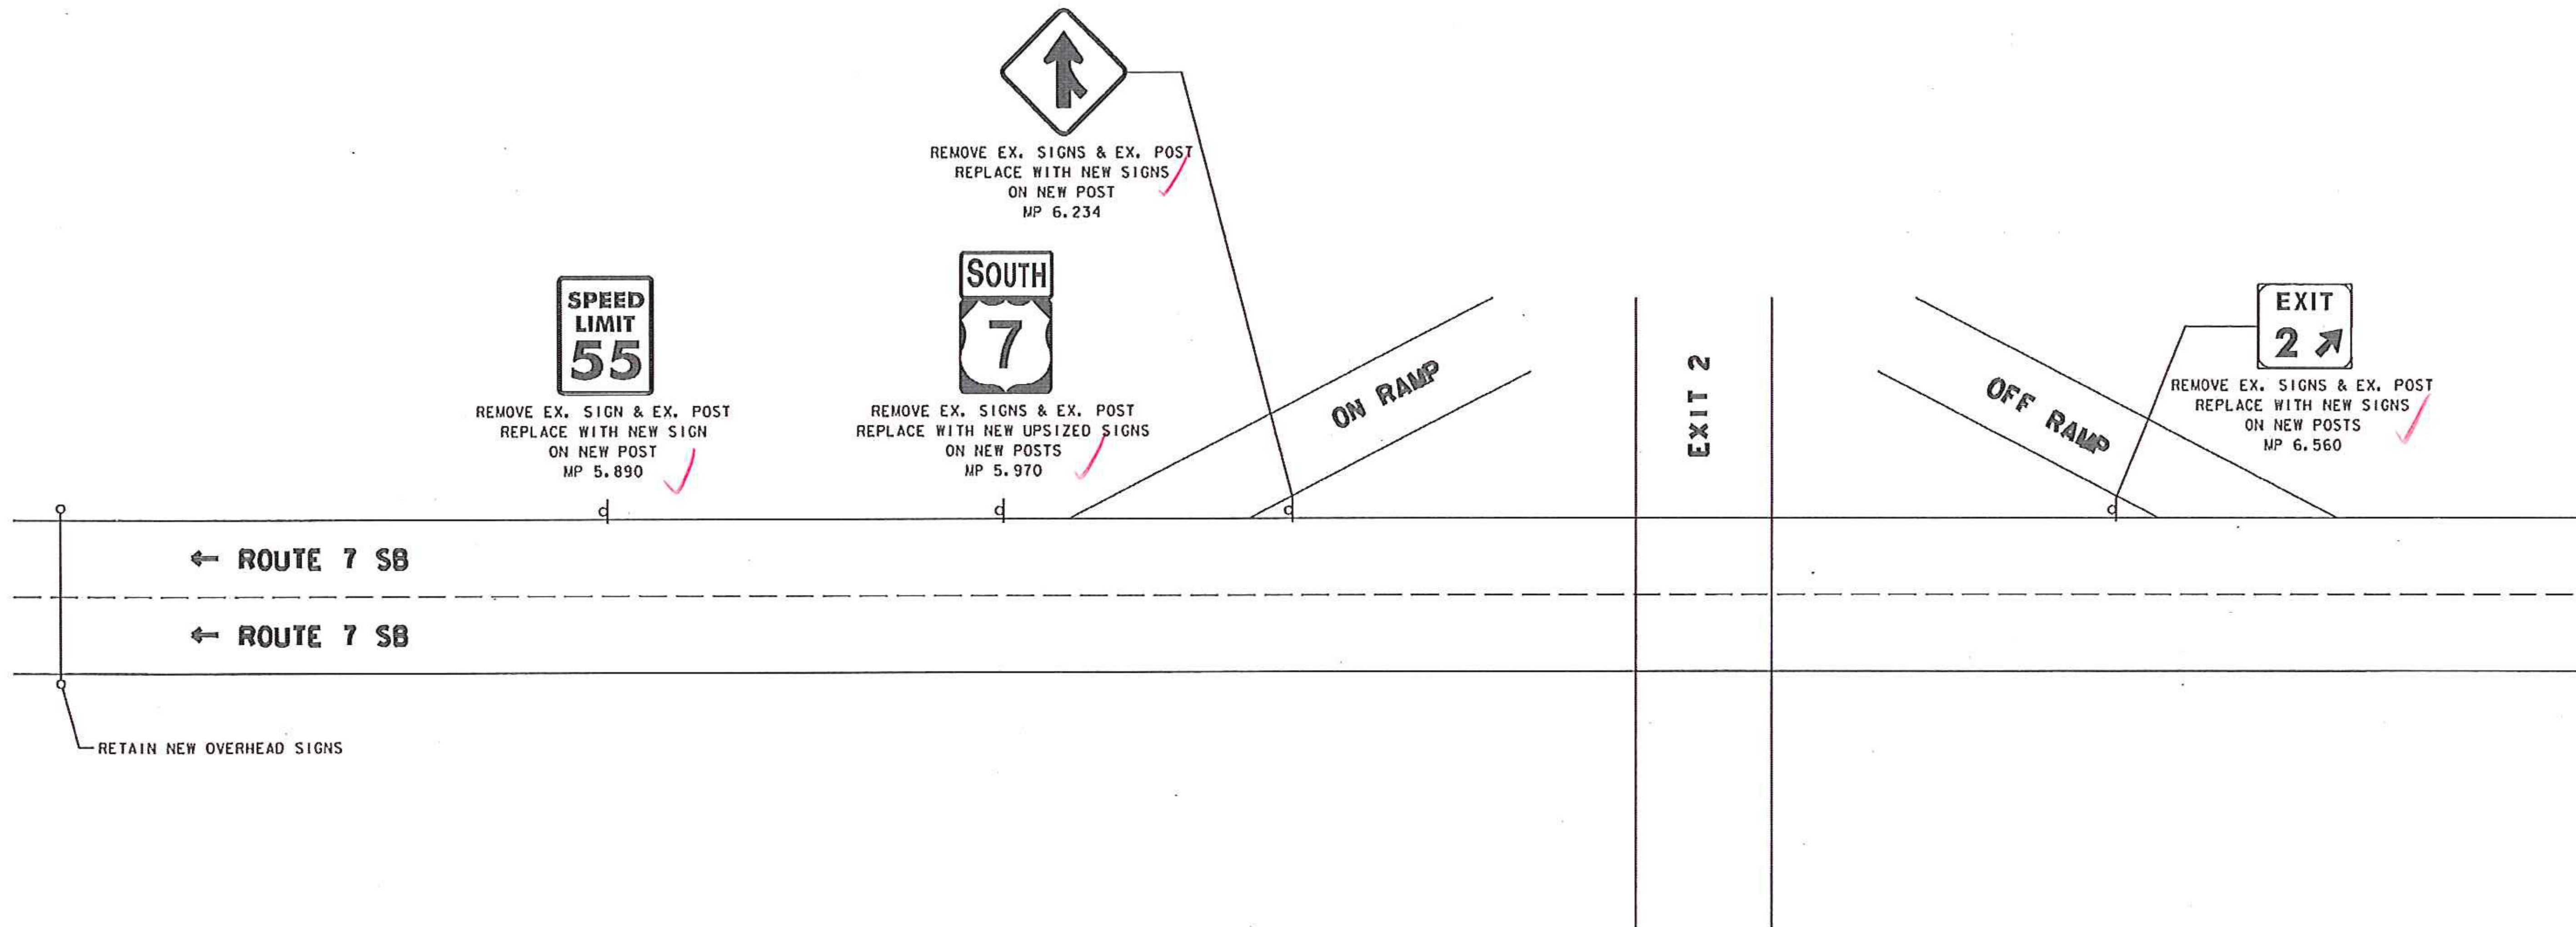 REMOVE EX. SIGNS & EX. POST
REPLACE WITH NEW SIGNS
ON NEW POST
MP 6.234
SPEED
LIMIT
55
REMOVE EX. SIGN & EX. POST
REPLACE WITH NEW SIGN
ON NEW POST
MP 5.890
SOUTH
7
REMOVE EX. SIGNS & EX. POST
REPLACE WITH NEW UPSIZED SIGNS
ON NEW POSTS
MP 5.970
ON RAMP
EXIT 2
OFF RAMP
EXIT
2
REMOVE EX. SIGNS & EX. POST
REPLACE WITH NEW SIGNS
ON NEW POSTS
MP 6.560
← ROUTE 7 SB
← ROUTE 7 SB
RETAIN NEW OVERHEAD SIGNS